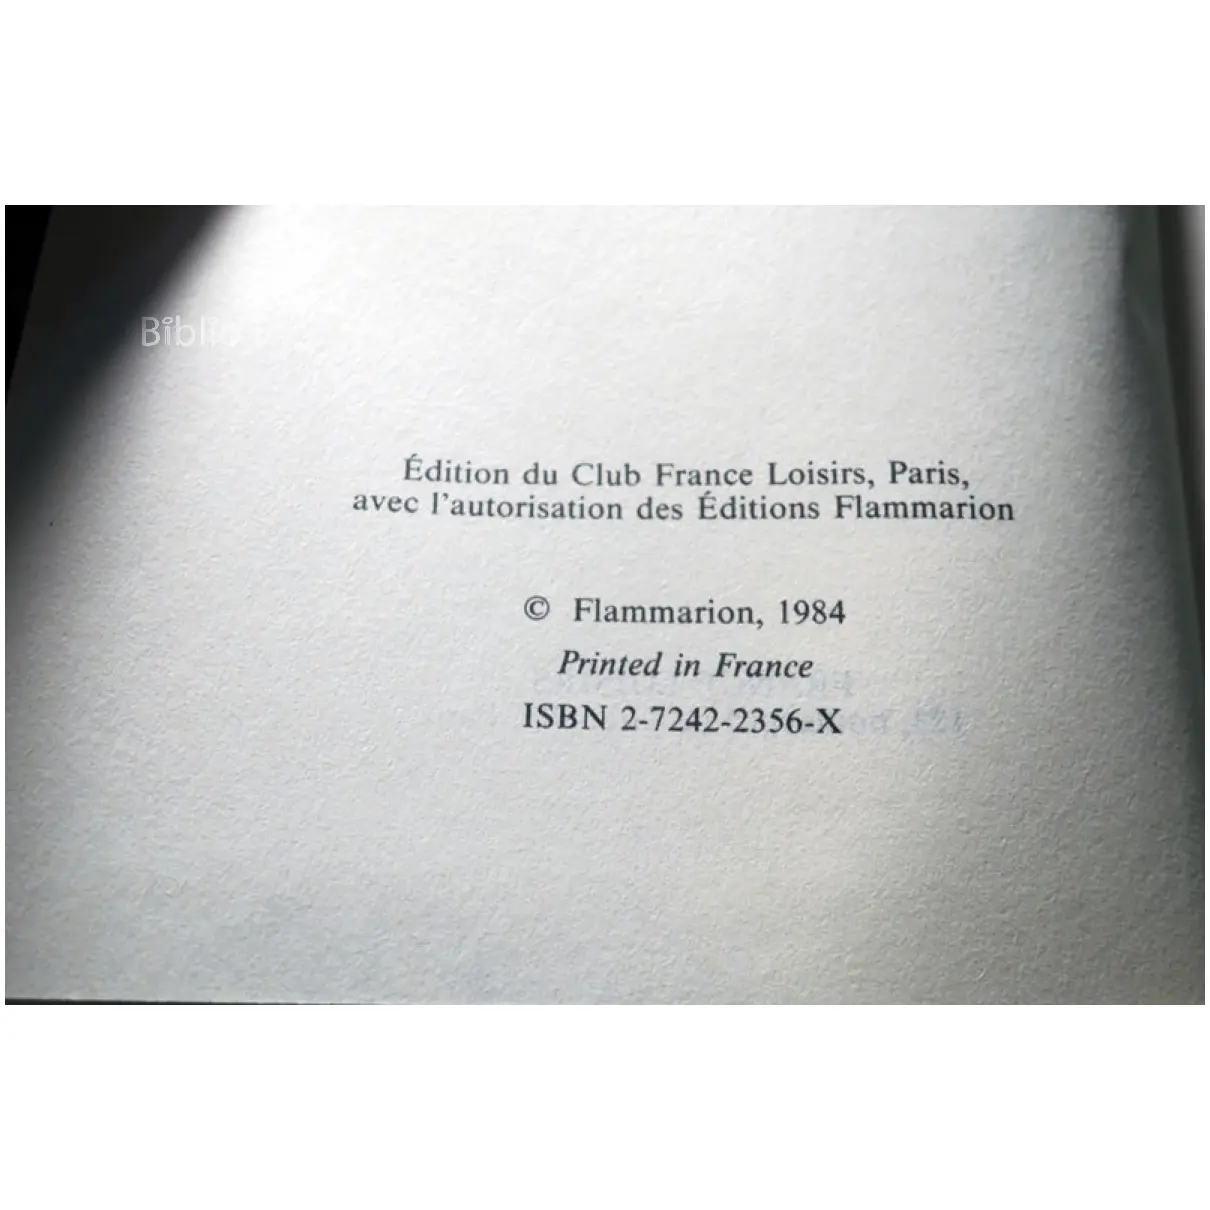 Édition du Club France Loisirs, Paris,
avec l'autorisation des Éditions Flammarion
© Flammarion, 1984
Printed in France
ISBN 2-7242-2356-X